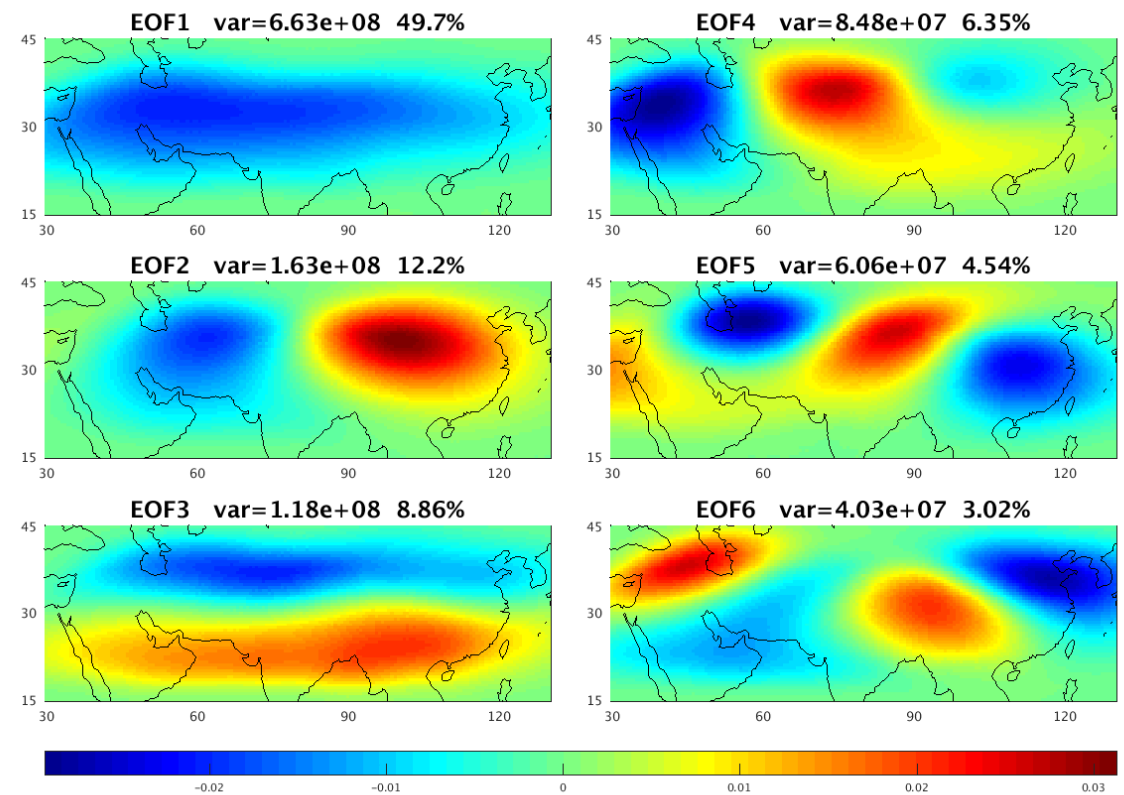 EOF1 var=6.63e+08 49.7%
45
30
15
30 60 90 120
EOF4 var=8.48e+07 6.35%
45
30
15
30 60 90 120
EOF2 var=1.63e+08 12.2%
45
30
15
30 60 90 120
EOF5 var=6.06e+07 4.54%
45
30
15
30 60 90 120
EOF3 var=1.18e+08 8.86%
45
30
15
30 60 90 120
EOF6 var=4.03e+07 3.02%
45
30
15
30 60 90 120
−0.02 −0.01 0 0.01 0.02 0.03